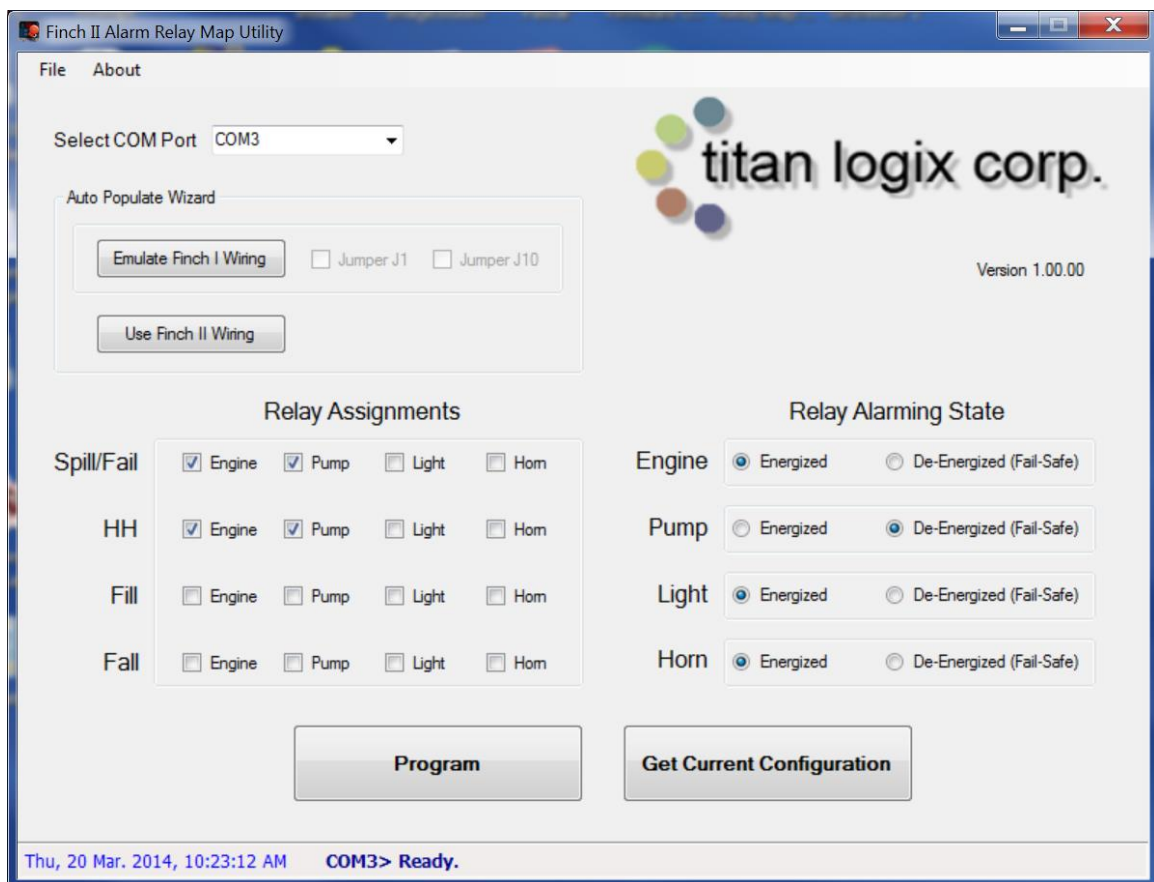 Finch II Alarm Relay Map Utility
File About
Select COM Port COM3
titan logix corp.
Auto Populate Wizard
Emulate Finch I Wiring Jumper J1 Jumper J10
Version 1.00.00
Use Finch II Wiring
Relay Assignments
Spill/Fail Engine Pump Light Horn
HH Engine Pump Light Horn
Fill Engine Pump Light Horn
Fall Engine Pump Light Horn
Relay Alarming State
Engine Energized De-Energized (Fail-Safe)
Pump Energized De-Energized (Fail-Safe)
Light Energized De-Energized (Fail-Safe)
Horn Energized De-Energized (Fail-Safe)
Program Get Current Configuration
Thu, 20 Mar. 2014, 10:23:12 AM COM3> Ready.